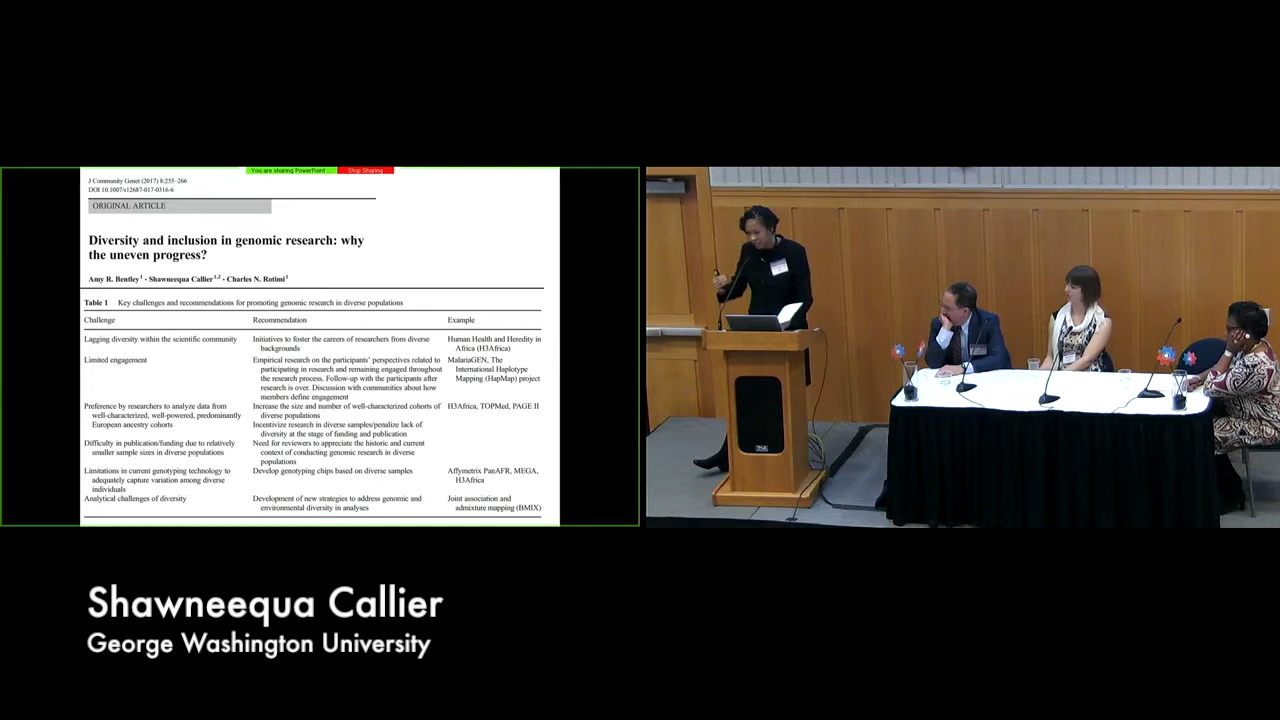 You are sharing PowerPoint ...
Stop Sharing
J Community Genet (2017) 8:255–266
DOI 10.1007/s12687-017-0316-6
ORIGINAL ARTICLE
Diversity and inclusion in genomic research: why
the uneven progress?
Amy R. Bentley 1 · Shawneequa Callier 1,2 · Charles N. Rotimi 1
Table 1 Key challenges and recommendations for promoting genomic research in diverse populations
Challenge Recommendation Example
Lagging diversity within the scientific community Initiatives to foster the careers of researchers from diverse Human Health and Heredity in
backgrounds Africa (H3Africa)
Limited engagement Empirical research on the participants' perspectives related to MalariaGEN, The
participating in research and remaining engaged throughout International Haplotype
the research process. Follow-up with the participants after Mapping (HapMap) project
research is over. Discussion with communities about how
members define engagement
Preference by researchers to analyze data from Increase the size and number of well-characterized cohorts of H3Africa, TOPMed, PAGE II
well-characterized, well-powered, predominantly diverse populations
European ancestry cohorts Incentivize research in diverse samples/penalize lack of
diversity at the stage of funding and publication
Difficulty in publication/funding due to relatively Need for reviewers to appreciate the historic and current
smaller sample sizes in diverse populations context of conducting genomic research in diverse
populations
Limitations in current genotyping technology to Develop genotyping chips based on diverse samples Affymetrix PanAFR, MEGA,
adequately capture variation among diverse H3Africa
individuals
Analytical challenges of diversity Development of new strategies to address genomic and Joint association and
environmental diversity in analyses admixture mapping (BMIX)
Shawneequa Callier
George Washington University